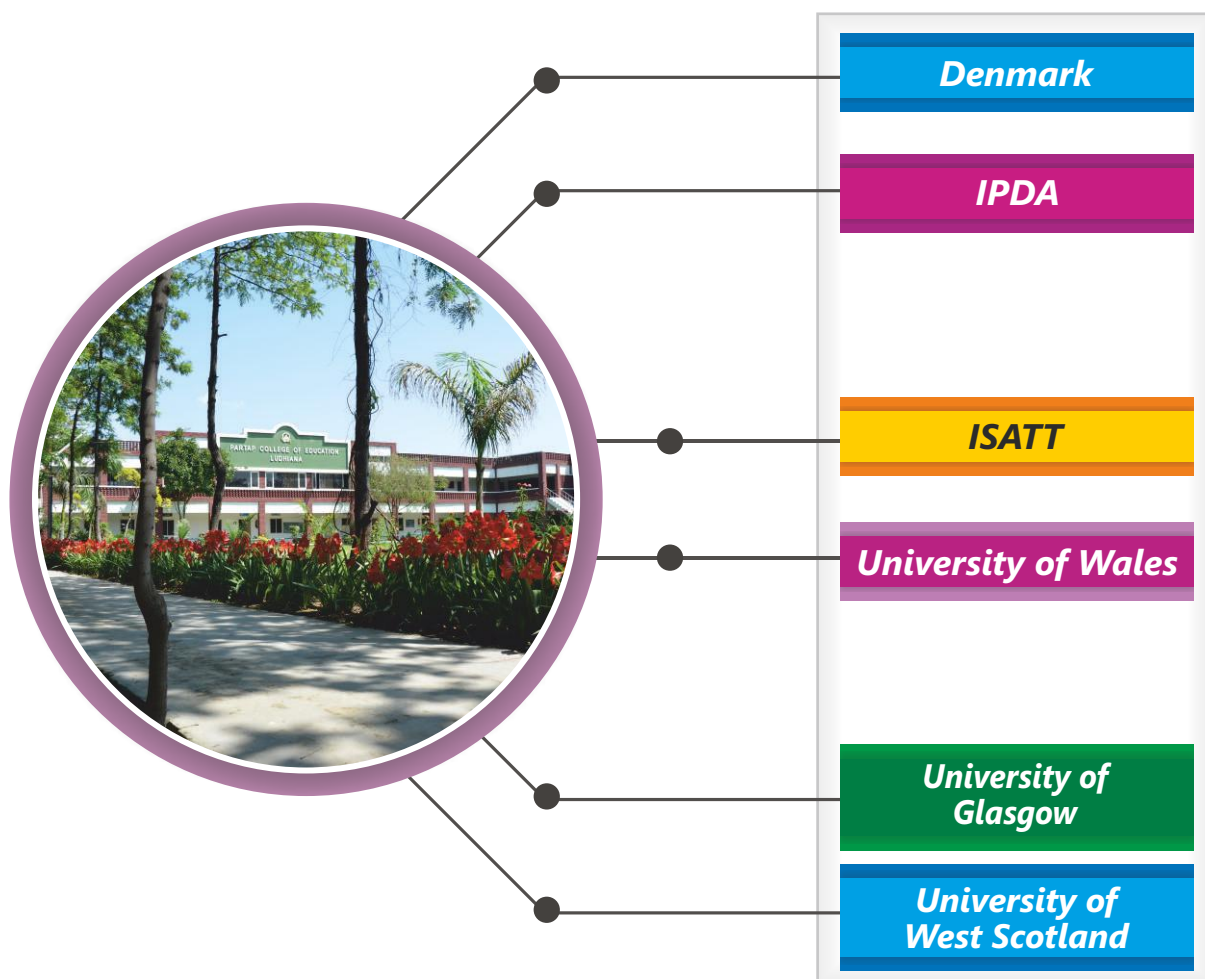 Denmark
IPDA
PARTAP COLLEGE OF EDUCATION
LUDHIANA
ISATT
University of Wales
University of
Glasgow
University of
West Scotland